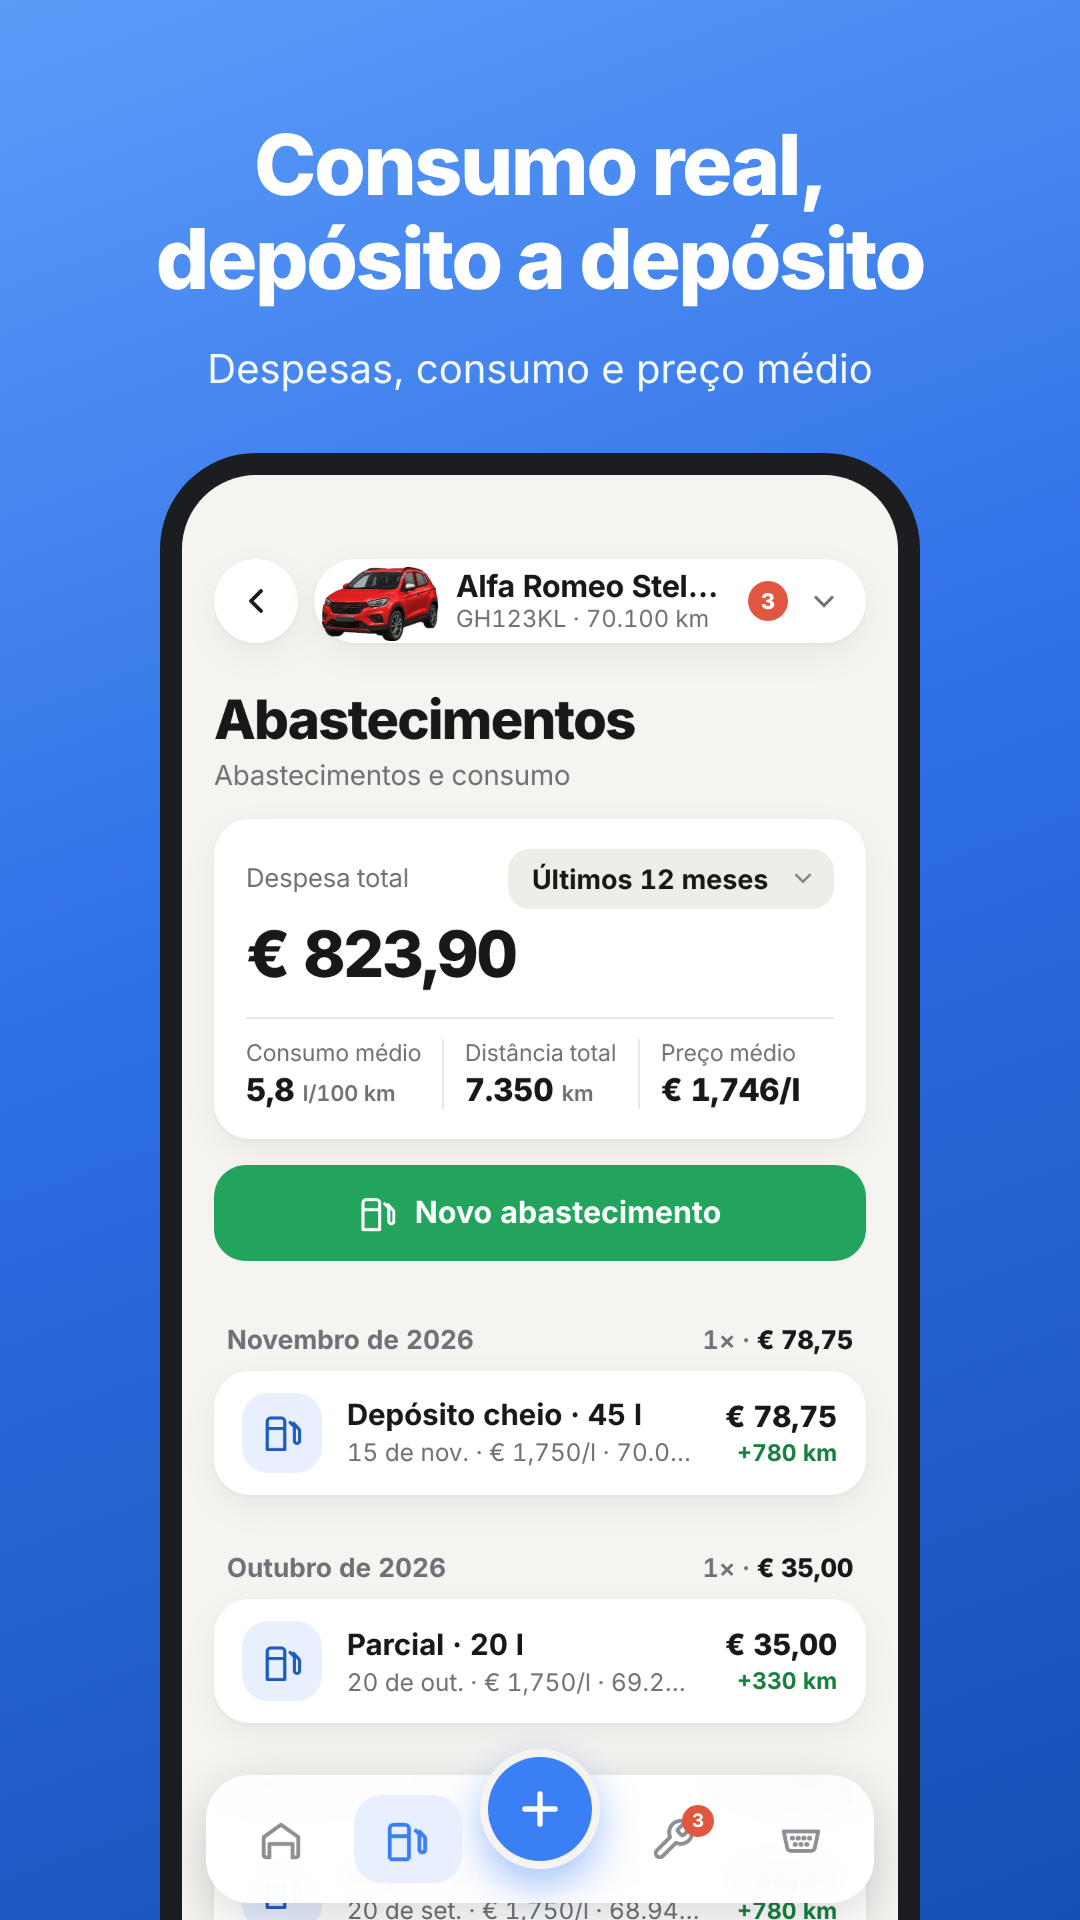 Consumo real,
depósito a depósito
Despesas, consumo e preço médio
Alfa Romeo Stel...
3
GH123KL · 70.100 km
Abastecimentos
Abastecimentos e consumo
Despesa total
Últimos 12 meses
€ 823,90
Consumo médio
5,8 l/100 km
Distância total
7.350 km
Preço médio
€ 1,746/l
Novo abastecimento
Novembro de 2026
1× · € 78,75
Depósito cheio · 45 l
€ 78,75
15 de nov. · € 1,750/l · 70.0...
+780 km
Outubro de 2026
1× · € 35,00
Parcial · 20 l
€ 35,00
20 de out. · € 1,750/l · 69.2...
+330 km
3
20 de set. · € 1,750/l · 68.94...
+780 km